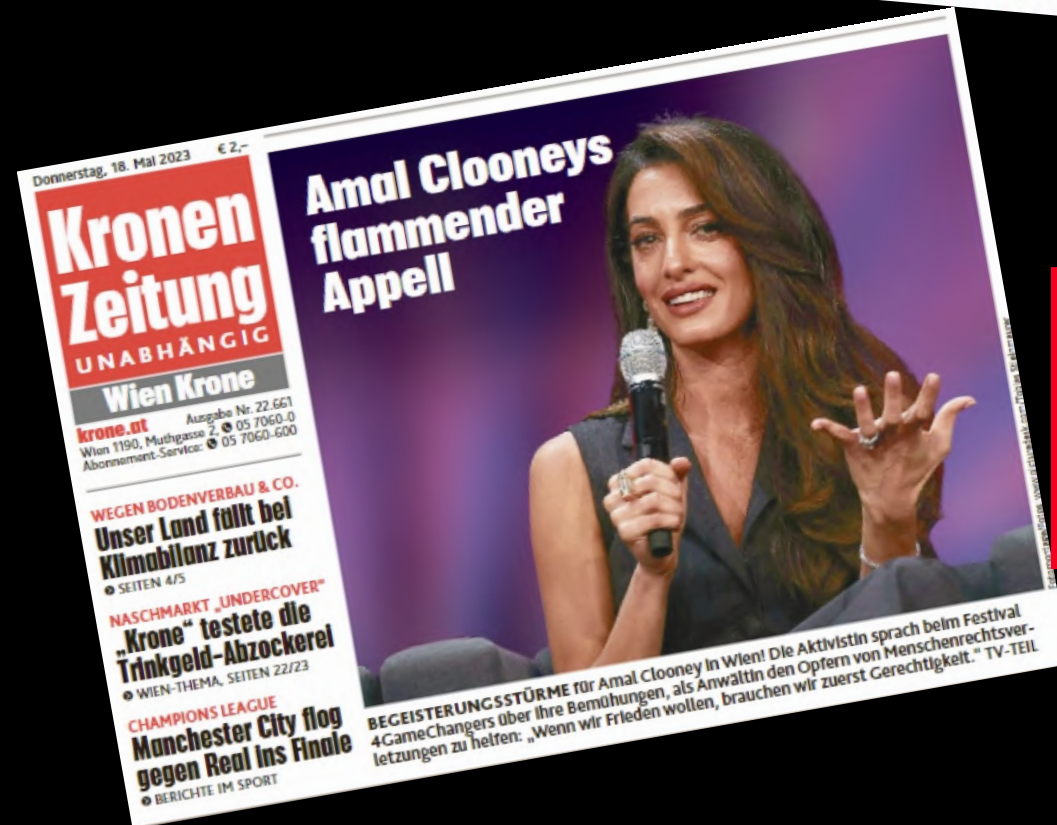 Donnerstag, 18. Mai 2023 € 2,–
Kronen
Zeitung
UNABHÄNGIG
Wien Krone
krone.at Ausgabe Nr. 22.661
Wien 1190, Muthgasse 2, 05 7060-0
Abonnement-Service: 05 7060-600
WEGEN BODENVERBAU & CO.
Unser Land fällt bei
Klimabilanz zurück
SEITEN 4/5
NASCHMARKT „UNDERCOVER“
„Krone“ testete die
Trinkgeld-Abzockerei
WIEN-THEMA, SEITEN 22/23
CHAMPIONS LEAGUE
Manchester City flog
gegen Real ins Finale
BERICHTE IM SPORT
Amal Clooneys
flammender
Appell
BEGEISTERUNGSSTÜRME für Amal Clooney in Wien! Die Aktivistin sprach beim Festival
4GameChangers über ihre Bemühungen, als Anwältin den Opfern von Menschenrechtsver-
letzungen zu helfen: „Wenn wir Frieden wollen, brauchen wir zuerst Gerechtigkeit.“ TV-TEIL